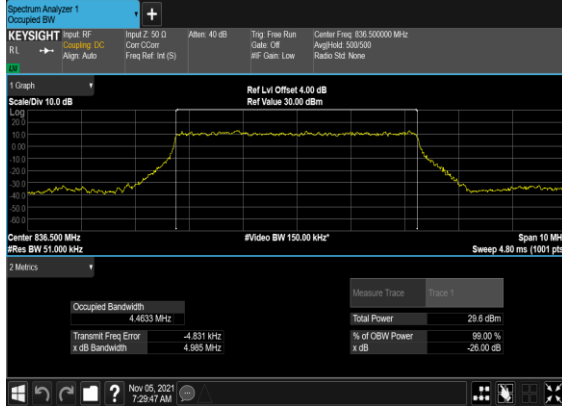 Spectrum Analyzer 1
Occupied BW
+
KEYSIGHT
R L
LXI
Input: RF
Coupling: DC
Align: Auto
Input Z: 50 Ω
Corr CCorr
Freq Ref: Int (S)
Atten: 40 dB
Trig: Free Run
Gate: Off
#IF Gain: Low
Center Freq: 836.500000 MHz
Avg|Hold: 500/500
Radio Std: None
1 Graph
Scale/Div 10.0 dB
Ref Lvl Offset 4.00 dB
Ref Value 30.00 dBm
Log
20.0
10.0
0.00
-10.0
-20.0
-30.0
-40.0
-50.0
-60.0
Center 836.500 MHz
#Video BW 150.00 kHz*
Span 10 MH
#Res BW 51.000 kHz
Sweep 4.80 ms (1001 pts
2 Metrics
Measure Trace
Trace 1
Occupied Bandwidth
4.4633 MHz
Total Power
29.6 dBm
Transmit Freq Error
-4.831 kHz
% of OBW Power
99.00 %
x dB Bandwidth
4.985 MHz
x dB
-26.00 dB
?
Nov 05, 2021
7:29:47 AM